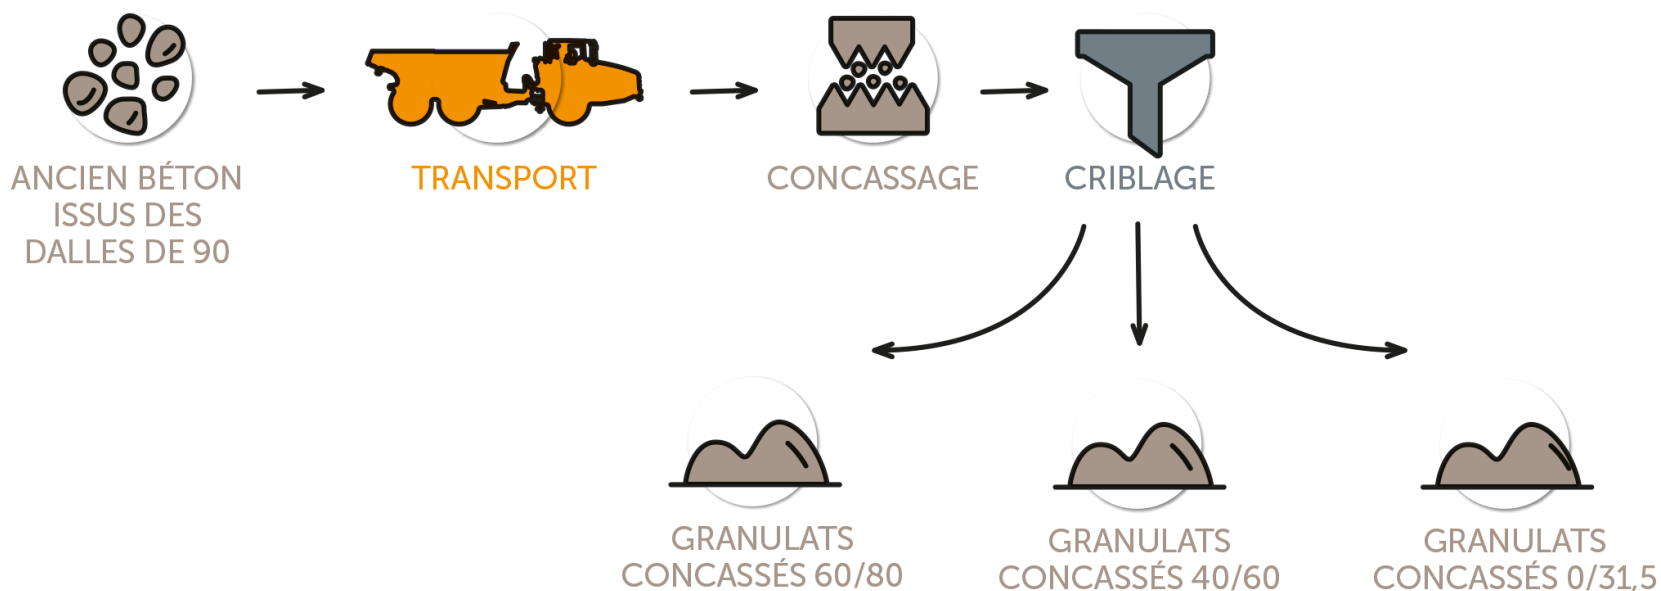 ANCIEN BÉTON
ISSUS DES
DALLES DE 90
TRANSPORT
CONCASSAGE
CRIBLAGE
GRANULATS
CONCASSÉS 60/80
GRANULATS
CONCASSÉS 40/60
GRANULATS
CONCASSÉS 0/31,5